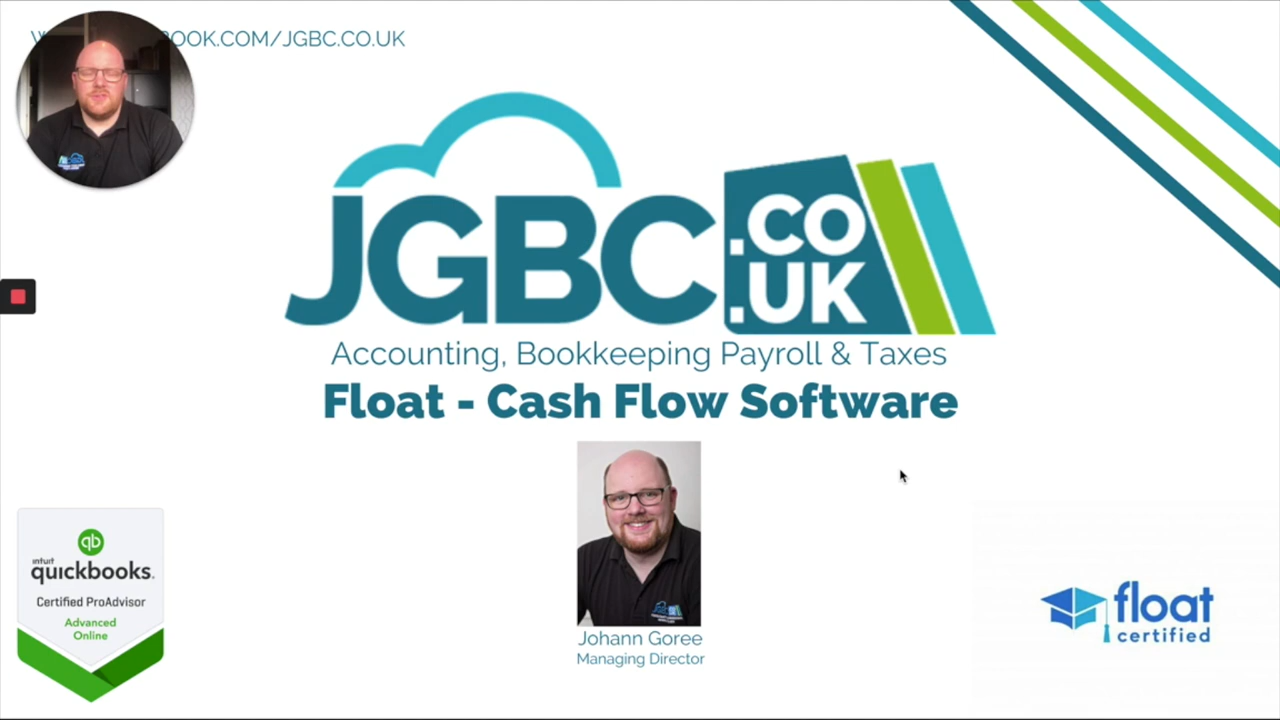 OOK.COM/JGBC.CO.UK
JGBC
.CO
.UK
Accounting, Bookkeeping Payroll & Taxes
Float - Cash Flow Software
intuit
quickbooks.
Certified ProAdvisor
Advanced
Online
Johann Goree
Managing Director
float
certified